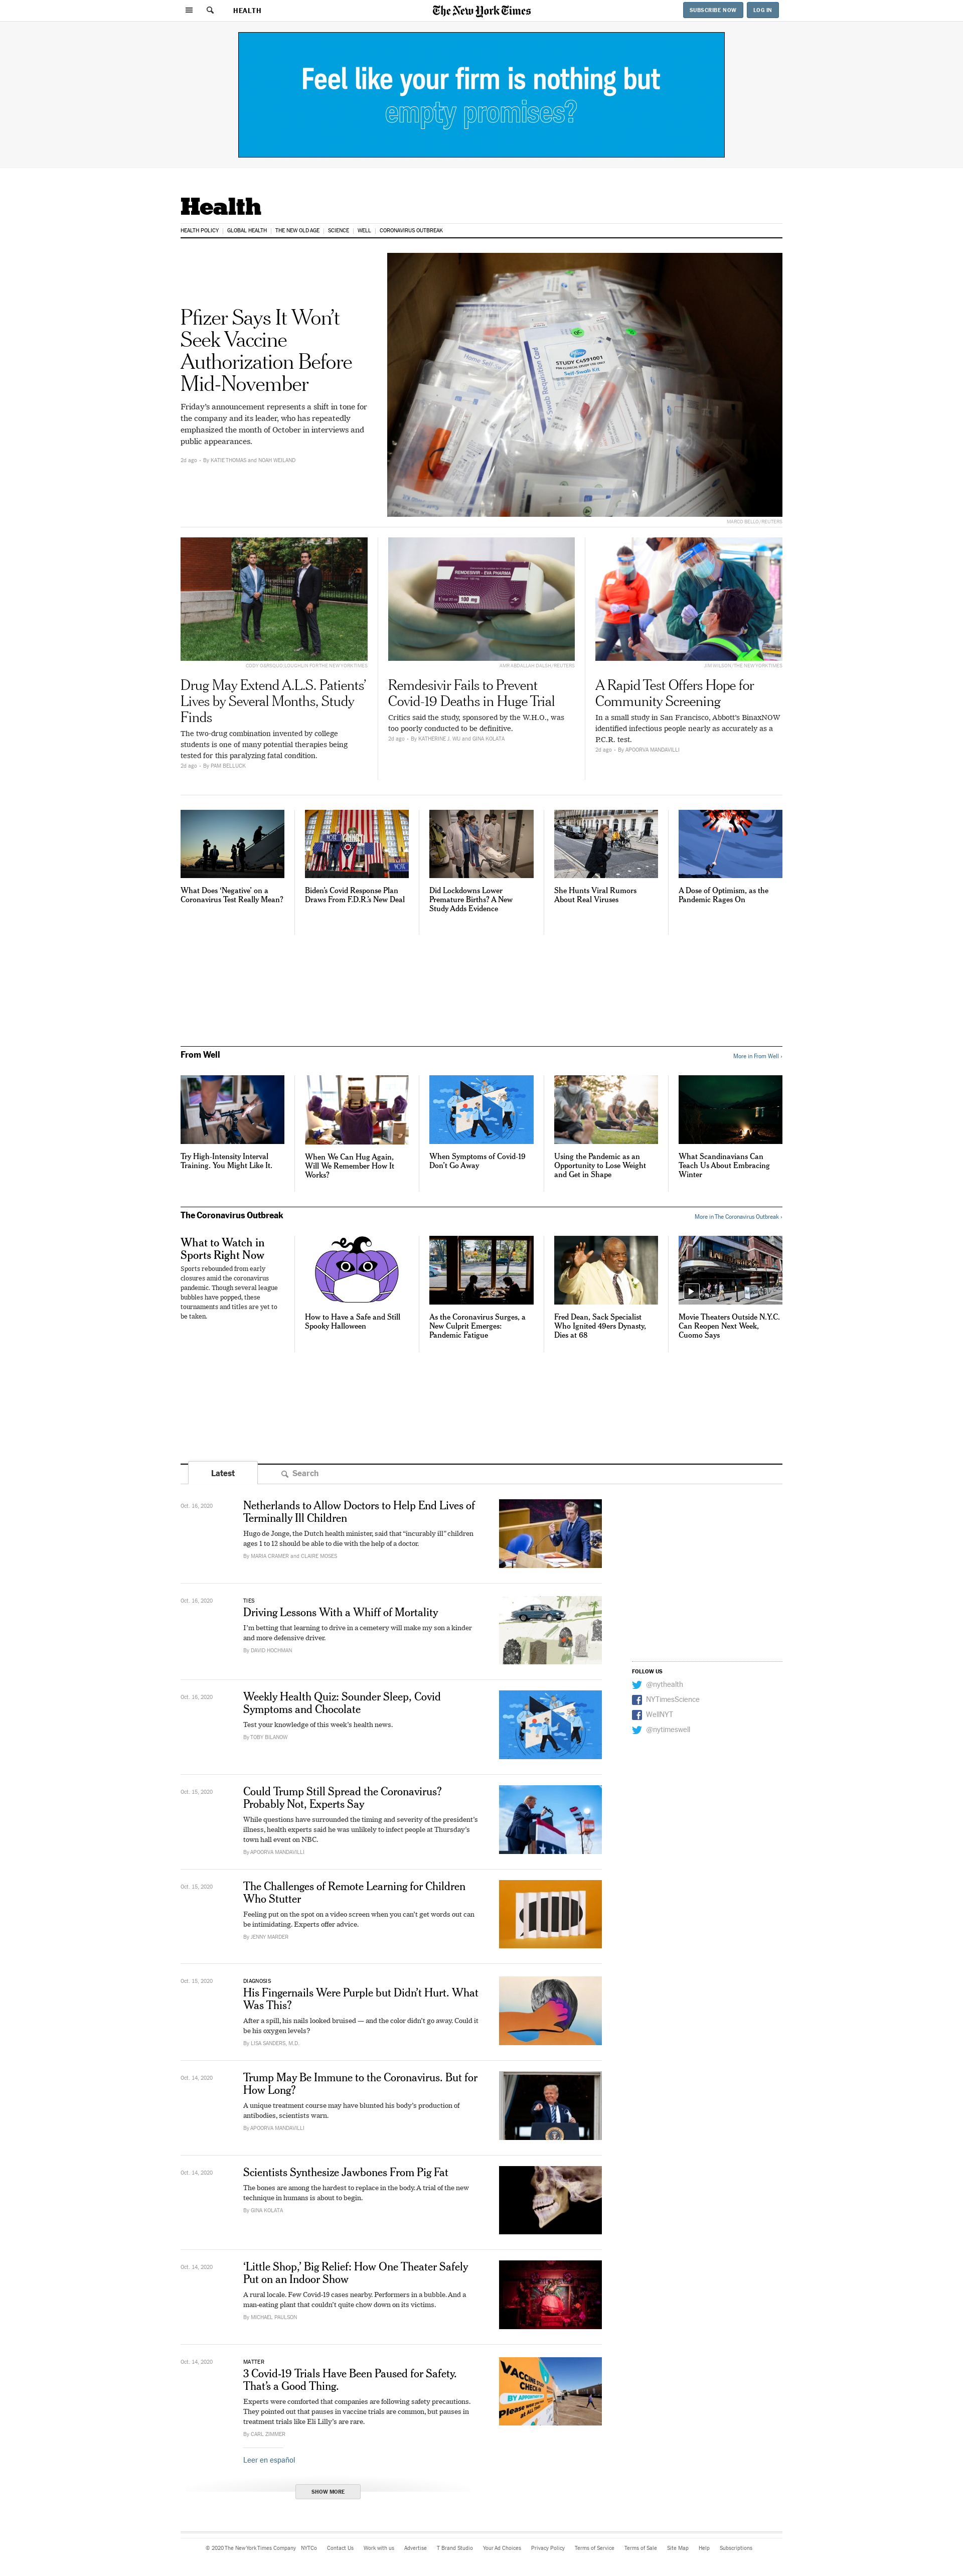 HEALTH
The New York Times
SUBSCRIBE NOW
LOG IN
Feel like your firm is nothing but
empty promises?
Health
HEALTH POLICY
GLOBAL HEALTH
THE NEW OLD AGE
SCIENCE
WELL
CORONAVIRUS OUTBREAK
Pfizer Says It Won't
Seek Vaccine
Authorization Before
Mid-November
Friday's announcement represents a shift in tone for
the company and its leader, who has repeatedly
emphasized the month of October in interviews and
public appearances.
2d ago – By KATIE THOMAS and NOAH WEILAND
Pfizer
STUDY C4591001
Self-Swab Kit
Swab Requisition Card
MARCO BELLO/REUTERS
REMDESIVIR - EVA PHARMA
100 mg
CODY O&RSQUO;LOUGHLIN FOR THE NEW YORK TIMES
AMR ABDALLAH DALSH/REUTERS
JIM WILSON/THE NEW YORK TIMES
Drug May Extend A.L.S. Patients'
Lives by Several Months, Study
Finds
The two-drug combination invented by college
students is one of many potential therapies being
tested for this paralyzing fatal condition.
2d ago – By PAM BELLUCK
Remdesivir Fails to Prevent
Covid-19 Deaths in Huge Trial
Critics said the study, sponsored by the W.H.O., was
too poorly conducted to be definitive.
2d ago – By KATHERINE J. WU and GINA KOLATA
A Rapid Test Offers Hope for
Community Screening
In a small study in San Francisco, Abbott's BinaxNOW
identified infectious people nearly as accurately as a
P.C.R. test.
2d ago – By APOORVA MANDAVILLI
What Does 'Negative' on a
Coronavirus Test Really Mean?
Biden's Covid Response Plan
Draws From F.D.R.'s New Deal
Did Lockdowns Lower
Premature Births? A New
Study Adds Evidence
She Hunts Viral Rumors
About Real Viruses
A Dose of Optimism, as the
Pandemic Rages On
From Well
More in From Well ›
Try High-Intensity Interval
Training. You Might Like It.
When We Can Hug Again,
Will We Remember How It
Works?
When Symptoms of Covid-19
Don't Go Away
Using the Pandemic as an
Opportunity to Lose Weight
and Get in Shape
What Scandinavians Can
Teach Us About Embracing
Winter
The Coronavirus Outbreak
More in The Coronavirus Outbreak ›
What to Watch in
Sports Right Now
Sports rebounded from early
closures amid the coronavirus
pandemic. Though several league
bubbles have popped, these
tournaments and titles are yet to
be taken.
How to Have a Safe and Still
Spooky Halloween
As the Coronavirus Surges, a
New Culprit Emerges:
Pandemic Fatigue
Fred Dean, Sack Specialist
Who Ignited 49ers Dynasty,
Dies at 68
Movie Theaters Outside N.Y.C.
Can Reopen Next Week,
Cuomo Says
Latest
Search
Oct. 16, 2020
Netherlands to Allow Doctors to Help End Lives of
Terminally Ill Children
Hugo de Jonge, the Dutch health minister, said that "incurably ill" children
ages 1 to 12 should be able to die with the help of a doctor.
By MARIA CRAMER and CLAIRE MOSES
Oct. 16, 2020
TIES
Driving Lessons With a Whiff of Mortality
I'm betting that learning to drive in a cemetery will make my son a kinder
and more defensive driver.
By DAVID HOCHMAN
FOLLOW US
@nythealth
NYTimesScience
WellNYT
@nytimeswell
Oct. 16, 2020
Weekly Health Quiz: Sounder Sleep, Covid
Symptoms and Chocolate
Test your knowledge of this week's health news.
By TOBY BILANOW
Oct. 15, 2020
Could Trump Still Spread the Coronavirus?
Probably Not, Experts Say
While questions have surrounded the timing and severity of the president's
illness, health experts said he was unlikely to infect people at Thursday's
town hall event on NBC.
By APOORVA MANDAVILLI
Oct. 15, 2020
The Challenges of Remote Learning for Children
Who Stutter
Feeling put on the spot on a video screen when you can't get words out can
be intimidating. Experts offer advice.
By JENNY MARDER
Oct. 15, 2020
DIAGNOSIS
His Fingernails Were Purple but Didn't Hurt. What
Was This?
After a spill, his nails looked bruised — and the color didn't go away. Could it
be his oxygen levels?
By LISA SANDERS, M.D.
Oct. 14, 2020
Trump May Be Immune to the Coronavirus. But for
How Long?
A unique treatment course may have blunted his body's production of
antibodies, scientists warn.
By APOORVA MANDAVILLI
Oct. 14, 2020
Scientists Synthesize Jawbones From Pig Fat
The bones are among the hardest to replace in the body. A trial of the new
technique in humans is about to begin.
By GINA KOLATA
Oct. 14, 2020
'Little Shop,' Big Relief: How One Theater Safely
Put on an Indoor Show
A rural locale. Few Covid-19 cases nearby. Performers in a bubble. And a
man-eating plant that couldn't quite chow down on its victims.
By MICHAEL PAULSON
Oct. 14, 2020
MATTER
3 Covid-19 Trials Have Been Paused for Safety.
That's a Good Thing.
Experts were comforted that companies are following safety precautions.
They pointed out that pauses in vaccine trials are common, but pauses in
treatment trials like Eli Lilly's are rare.
By CARL ZIMMER
VACCINE STUDY
CHECK IN
BY APPOINTMENT
Leer en español
SHOW MORE
© 2020 The New York Times Company
NYTCo
Contact Us
Work with us
Advertise
T Brand Studio
Your Ad Choices
Privacy Policy
Terms of Service
Terms of Sale
Site Map
Help
Subscriptions